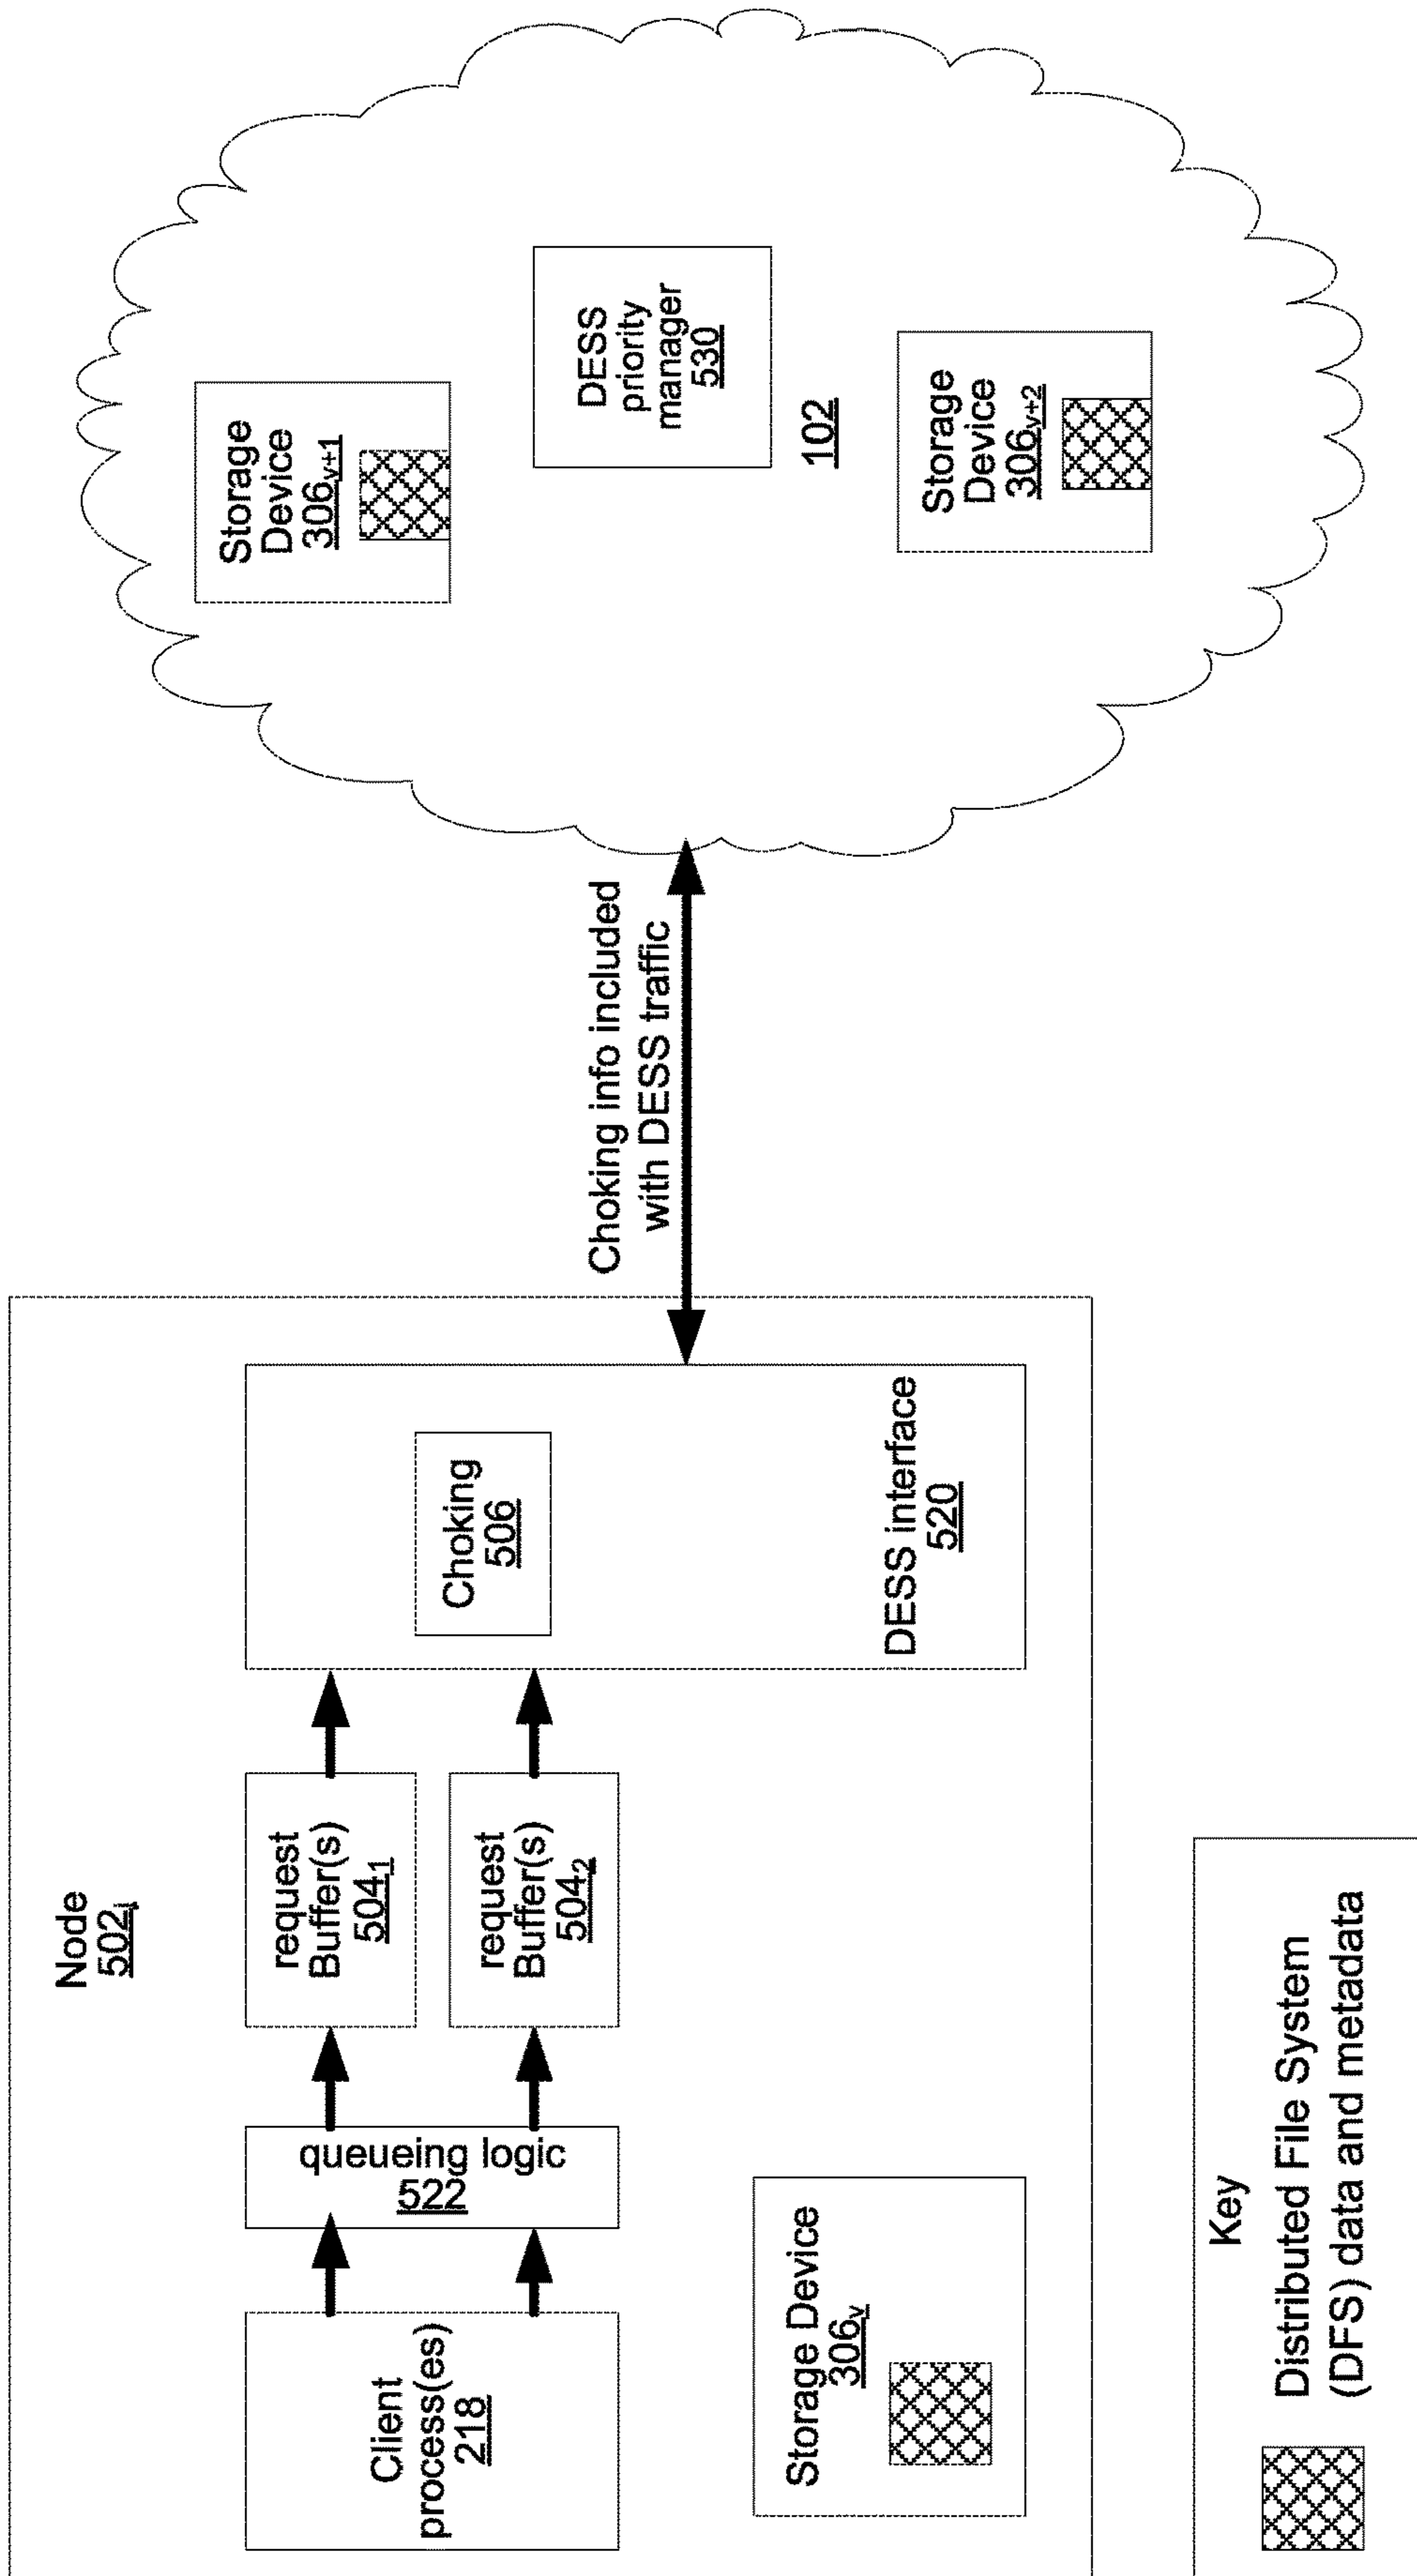 Node
502i
Client
process(es)
218
queueing logic
522
request
Buffer(s)
5041
request
Buffer(s)
5042
Choking
506
DESS interface
520
Storage Device
306v
Choking info included
with DESS traffic
Storage
Device
306v+1
DESS
priority
manager
530
102
Storage
Device
306v+2
Key
Distributed File System
(DFS) data and metadata